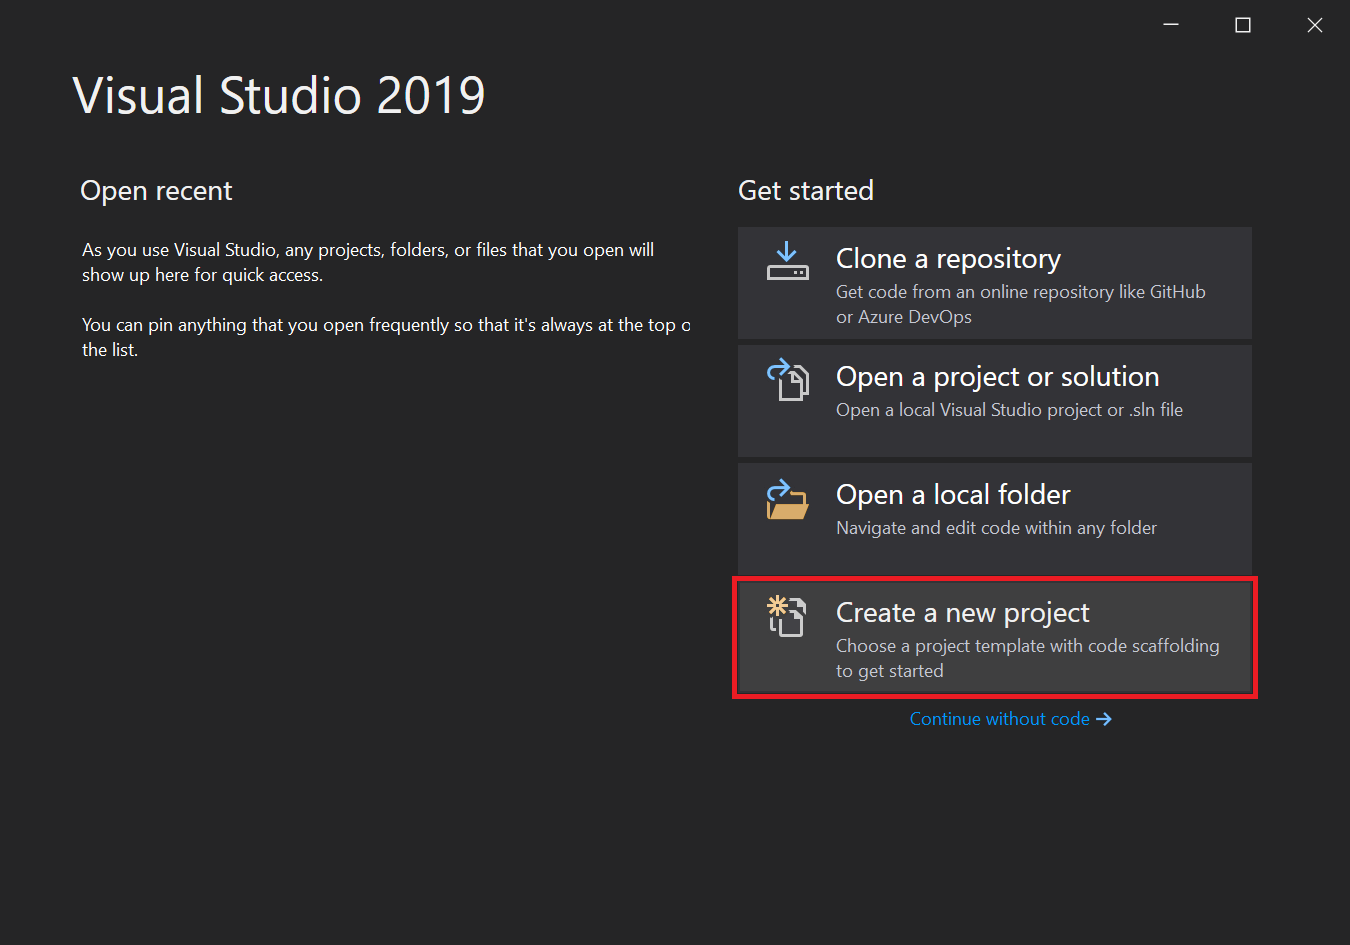 Visual Studio 2019
Open recent
As you use Visual Studio, any projects, folders, or files that you open will
show up here for quick access.
You can pin anything that you open frequently so that it's always at the top o
the list.
Get started
Clone a repository
Get code from an online repository like GitHub
or Azure DevOps
Open a project or solution
Open a local Visual Studio project or .sln file
Open a local folder
Navigate and edit code within any folder
Create a new project
Choose a project template with code scaffolding
to get started
Continue without code